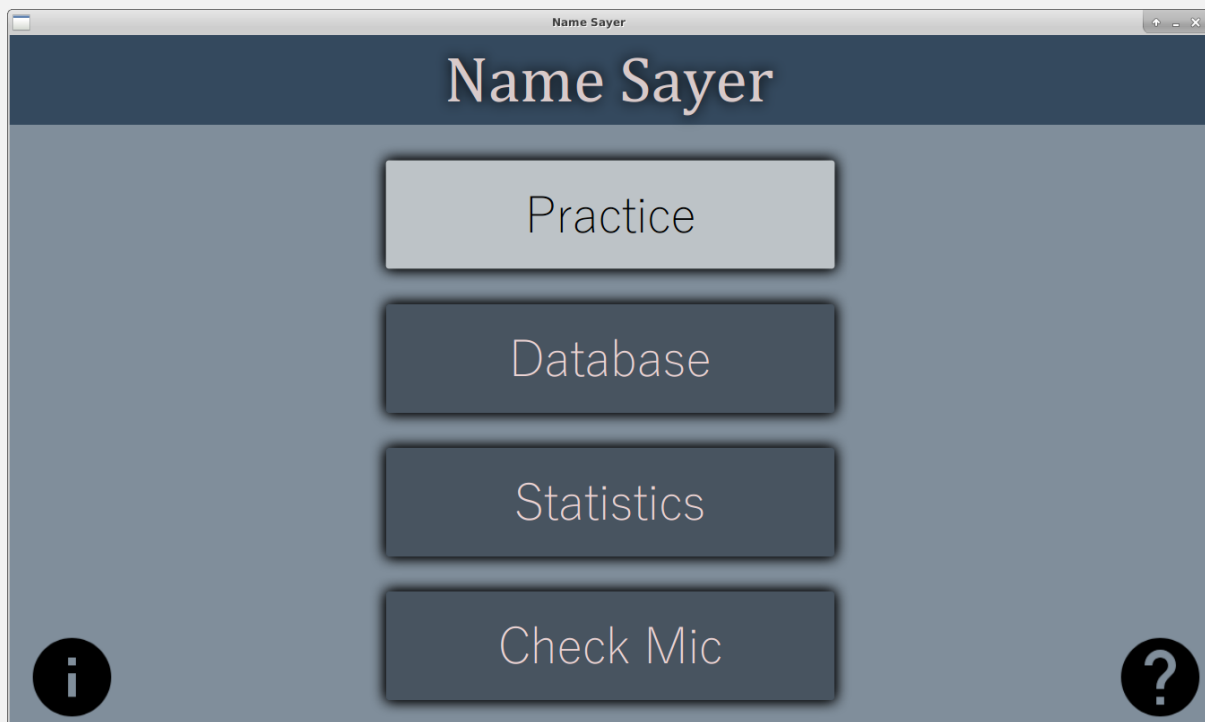 Name Sayer
Name Sayer
Practice
Database
Statistics
Check Mic
i
?